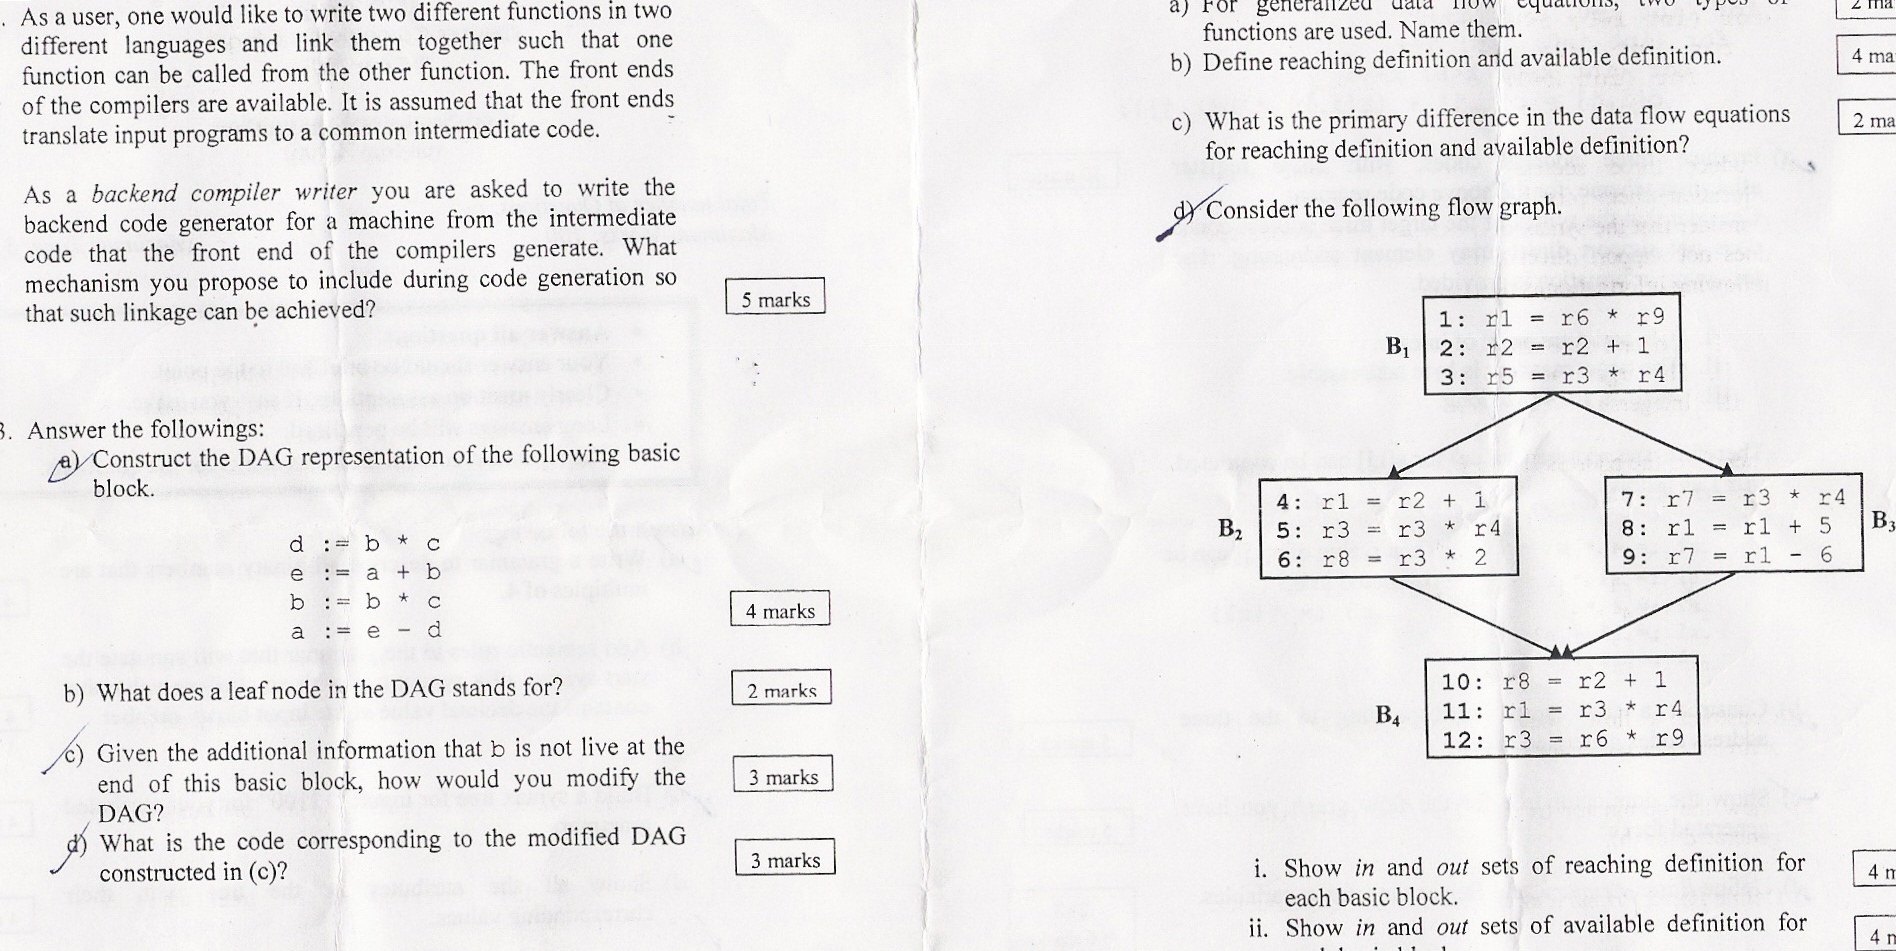 . As a user, one would like to write two different functions in two
different languages and link them together such that one
function can be called from the other function. The front ends
of the compilers are available. It is assumed that the front ends
translate input programs to a common intermediate code.
As a backend compiler writer you are asked to write the
backend code generator for a machine from the intermediate
code that the front end of the compilers generate. What
mechanism you propose to include during code generation so
that such linkage can be achieved?
5 marks
3. Answer the followings:
a) Construct the DAG representation of the following basic
block.
d := b * c
e := a + b
b := b * c
a := e - d
4 marks
b) What does a leaf node in the DAG stands for?
2 marks
c) Given the additional information that b is not live at the
end of this basic block, how would you modify the
DAG?
3 marks
d) What is the code corresponding to the modified DAG
constructed in (c)?
3 marks
a) For generalized data flow equations, two types of
2 ma
functions are used. Name them.
b) Define reaching definition and available definition.
4 ma
c) What is the primary difference in the data flow equations
for reaching definition and available definition?
2 ma
d) Consider the following flow graph.
B1
1: r1 = r6 * r9
2: r2 = r2 + 1
3: r5 = r3 * r4
B2
4: r1 = r2 + 1
5: r3 = r3 * r4
6: r8 = r3 * 2
7: r7 = r3 * r4
8: r1 = r1 + 5
9: r7 = r1 - 6
B3
B4
10: r8 = r2 + 1
11: r1 = r3 * r4
12: r3 = r6 * r9
i. Show in and out sets of reaching definition for
each basic block.
4 m
ii. Show in and out sets of available definition for
4 m